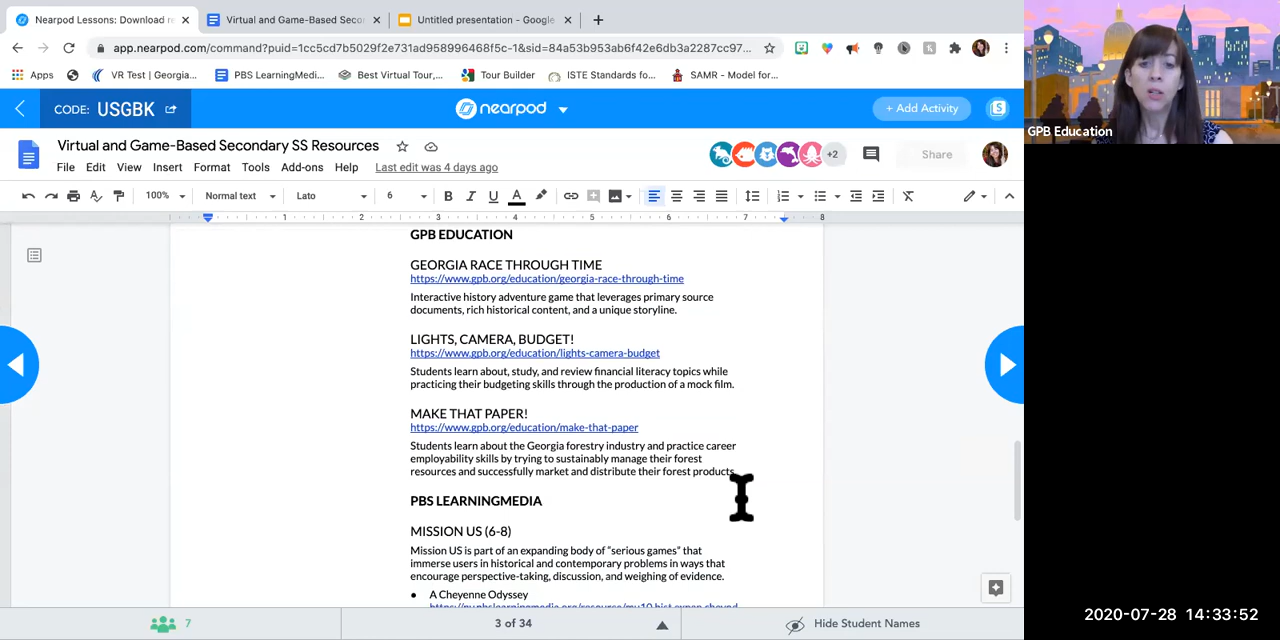 Nearpod Lessons: Download re
Virtual and Game-Based Seco
Untitled presentation - Google
app.nearpod.com/command?puid=1cc5cd7b5029f2e731ad958996468f5c-1&sid=84a53b953ab6f42e6db3a2287cc97...
Apps
VR Test | Georgia...
PBS LearningMedi...
Best Virtual Tour,...
Tour Builder
ISTE Standards fo...
SAMR - Model for...
CODE: USGBK
nearpod
+ Add Activity
S
GPB Education
Virtual and Game-Based Secondary SS Resources
File Edit View Insert Format Tools Add-ons Help Last edit was 4 days ago
+2
Share
100% Normal text Lato 6 B I U A
1 2 3 4 5 6 7 8
GPB EDUCATION
GEORGIA RACE THROUGH TIME
https://www.gpb.org/education/georgia-race-through-time
Interactive history adventure game that leverages primary source
documents, rich historical content, and a unique storyline.
LIGHTS, CAMERA, BUDGET!
https://www.gpb.org/education/lights-camera-budget
Students learn about, study, and review financial literacy topics while
practicing their budgeting skills through the production of a mock film.
MAKE THAT PAPER!
https://www.gpb.org/education/make-that-paper
Students learn about the Georgia forestry industry and practice career
employability skills by trying to sustainably manage their forest
resources and successfully market and distribute their forest products.
PBS LEARNINGMEDIA
MISSION US (6-8)
Mission US is part of an expanding body of "serious games" that
immerse users in historical and contemporary problems in ways that
encourage perspective-taking, discussion, and weighing of evidence.
● A Cheyenne Odyssey
7
3 of 34
Hide Student Names
2020-07-28 14:33:52